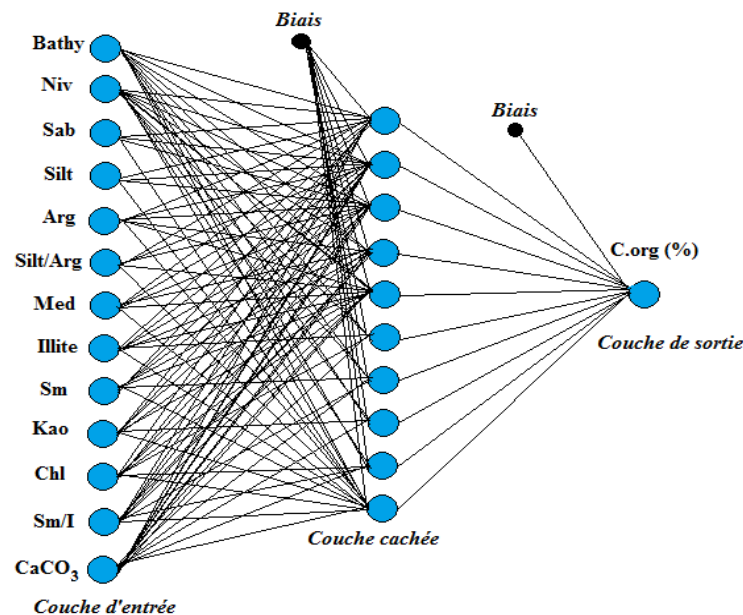 Biais
Bathy
Niv
Sab
Silt
Arg
Silt/Arg
Med
Illite
Sm
Kao
Chl
Sm/I
CaCO₃
Couche d'entrée
Couche cachée
Biais
C.org (%)
Couche de sortie